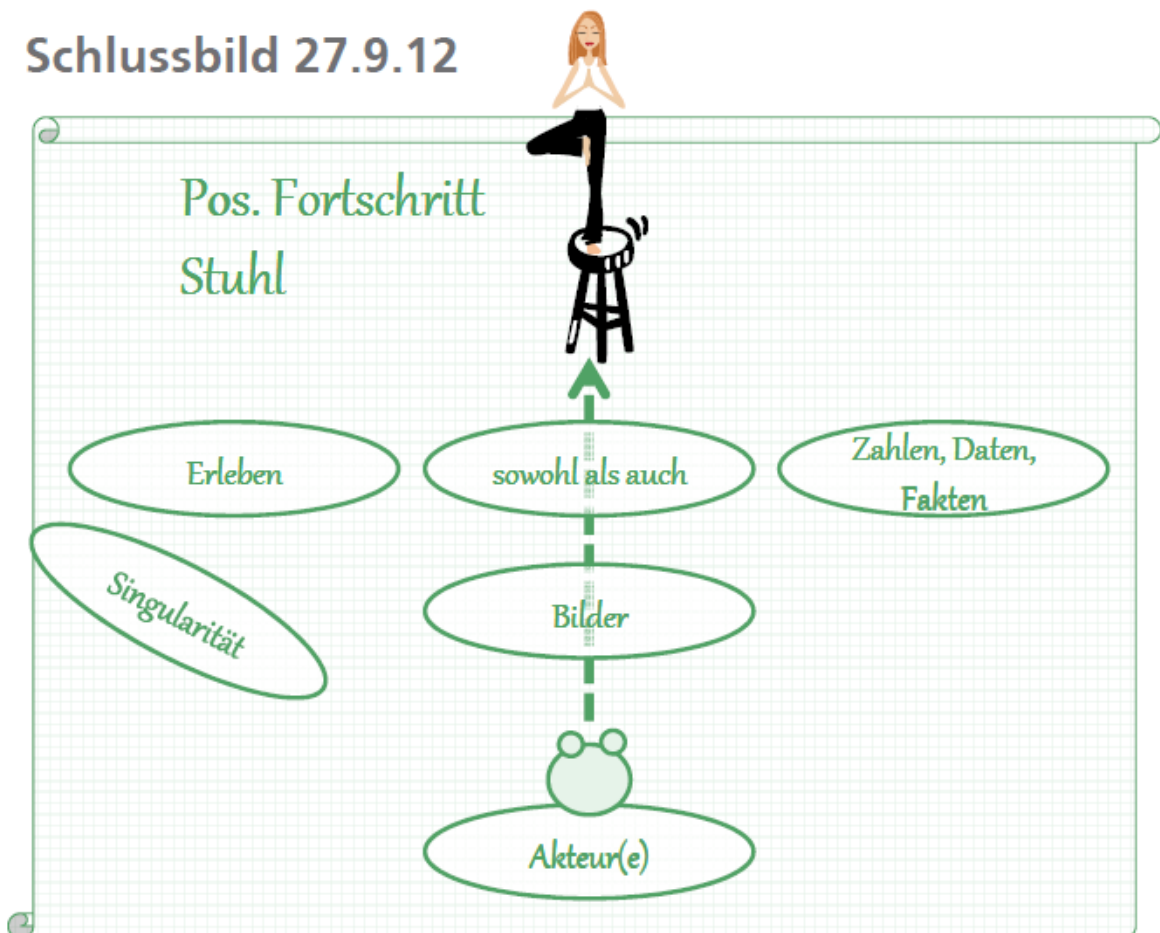 Schlussbild 27.9.12
Pos. Fortschritt
Stuhl
Erleben
sowohl als auch
Zahlen, Daten,
Fakten
Singularität
Bilder
Akteur(e)